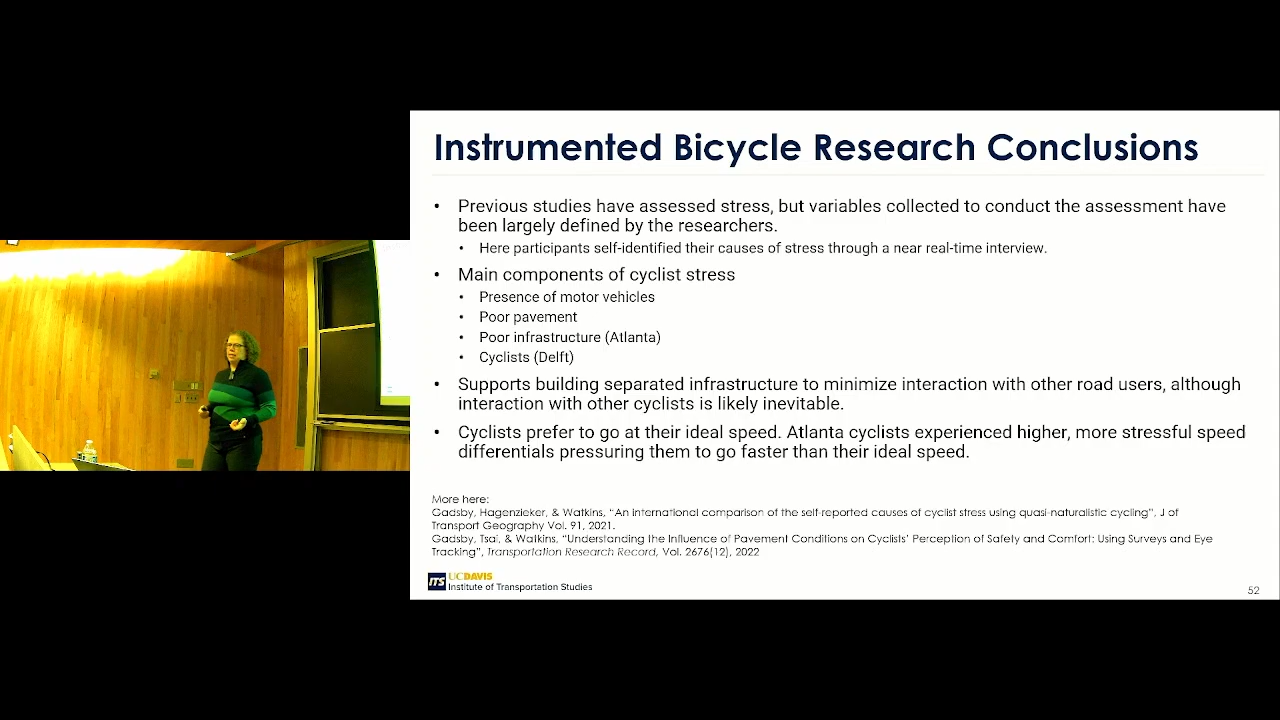 Instrumented Bicycle Research Conclusions
• Previous studies have assessed stress, but variables collected to conduct the assessment have
been largely defined by the researchers.
• Here participants self-identified their causes of stress through a near real-time interview.
• Main components of cyclist stress
• Presence of motor vehicles
• Poor pavement
• Poor infrastructure (Atlanta)
• Cyclists (Delft)
• Supports building separated infrastructure to minimize interaction with other road users, although
interaction with other cyclists is likely inevitable.
• Cyclists prefer to go at their ideal speed. Atlanta cyclists experienced higher, more stressful speed
differentials pressuring them to go faster than their ideal speed.
More here:
Gadsby, Hagenzieker, & Watkins, “An international comparison of the self-reported causes of cyclist stress using quasi-naturalistic cycling”, J of
Transport Geography Vol. 91, 2021.
Gadsby, Tsai, & Watkins, “Understanding the Influence of Pavement Conditions on Cyclists’ Perception of Safety and Comfort: Using Surveys and Eye
Tracking”, Transportation Research Record, Vol. 2676(12), 2022
ITS UCDAVIS
Institute of Transportation Studies
52